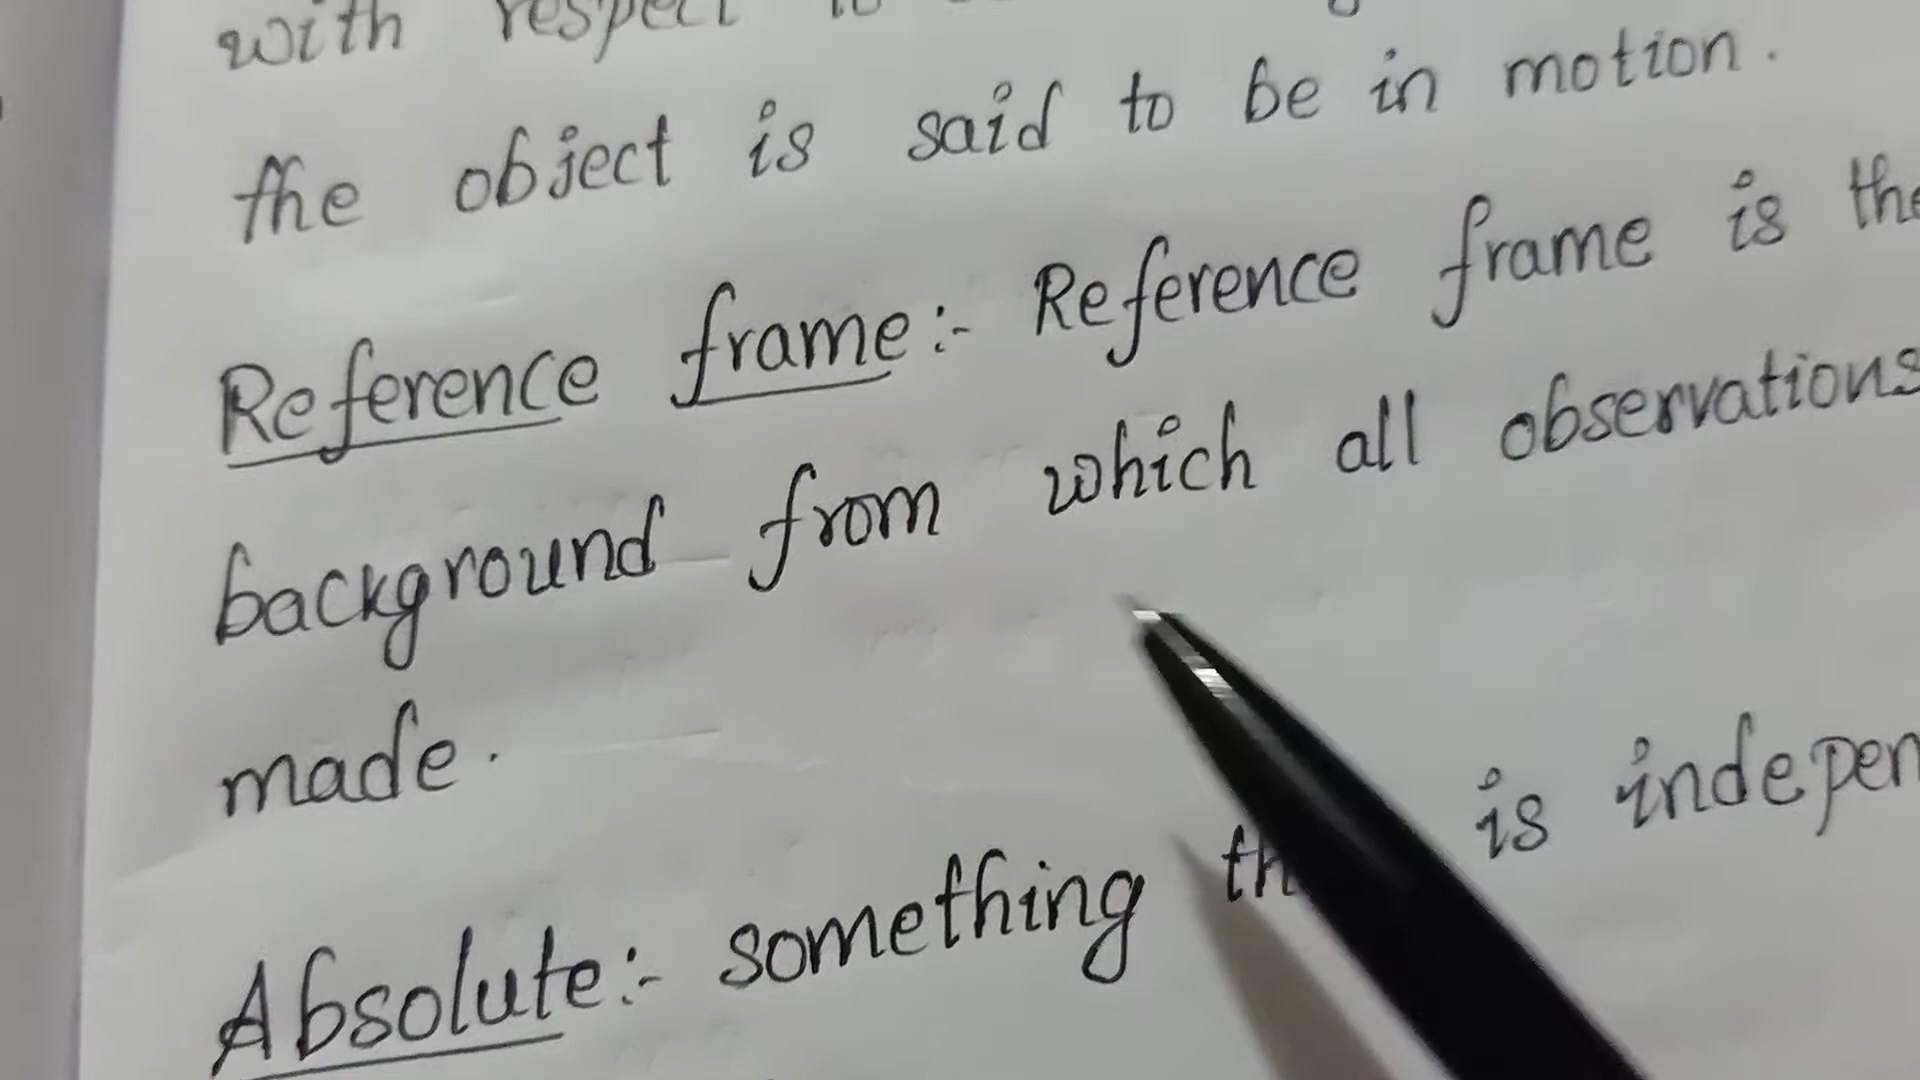 with respect
the object is said to be in motion.
Reference frame:- Reference frame is the
background from which all observations
made.
Absolute:- something is indepen